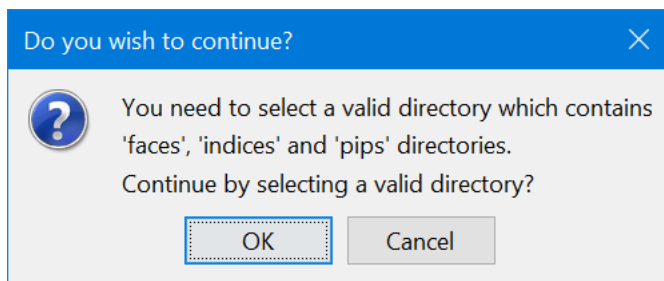 Do you wish to continue?
You need to select a valid directory which contains
'faces', 'indices' and 'pips' directories.
Continue by selecting a valid directory?
OK Cancel